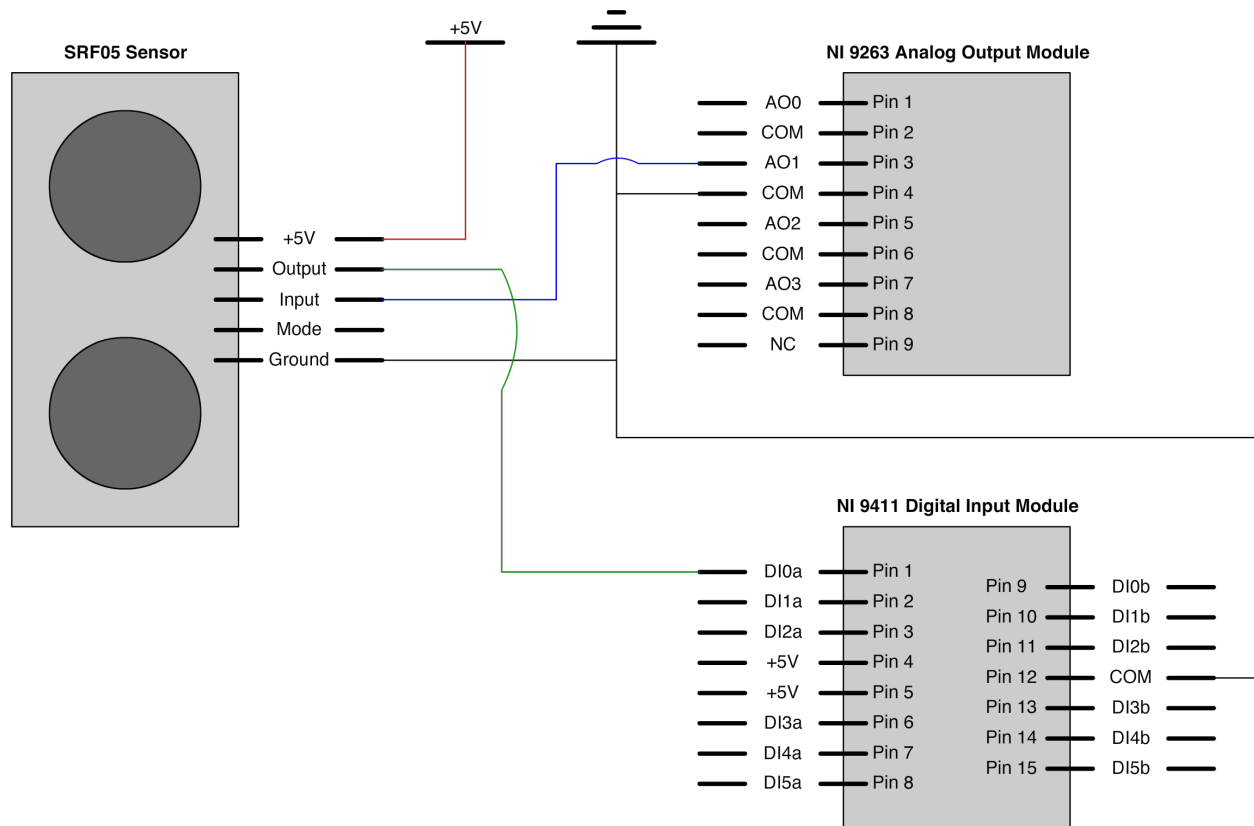 +5V
SRF05 Sensor
+5V
Output
Input
Mode
Ground
NI 9263 Analog Output Module
AO0 Pin 1
COM Pin 2
AO1 Pin 3
COM Pin 4
AO2 Pin 5
COM Pin 6
AO3 Pin 7
COM Pin 8
NC Pin 9
NI 9411 Digital Input Module
DI0a Pin 1
DI1a Pin 2
DI2a Pin 3
+5V Pin 4
+5V Pin 5
DI3a Pin 6
DI4a Pin 7
DI5a Pin 8
Pin 9 DI0b
Pin 10 DI1b
Pin 11 DI2b
Pin 12 COM
Pin 13 DI3b
Pin 14 DI4b
Pin 15 DI5b